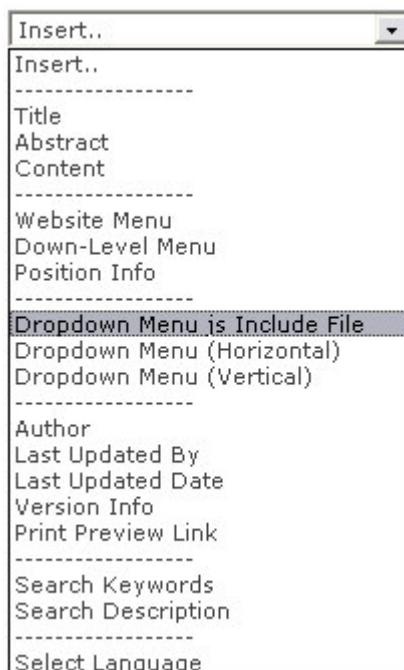 Insert..
Insert..
------------------
Title
Abstract
Content
------------------
Website Menu
Down-Level Menu
Position Info
------------------
Dropdown Menu js Include File
Dropdown Menu (Horizontal)
Dropdown Menu (Vertical)
------------------
Author
Last Updated By
Last Updated Date
Version Info
Print Preview Link
------------------
Search Keywords
Search Description
------------------
Select Language